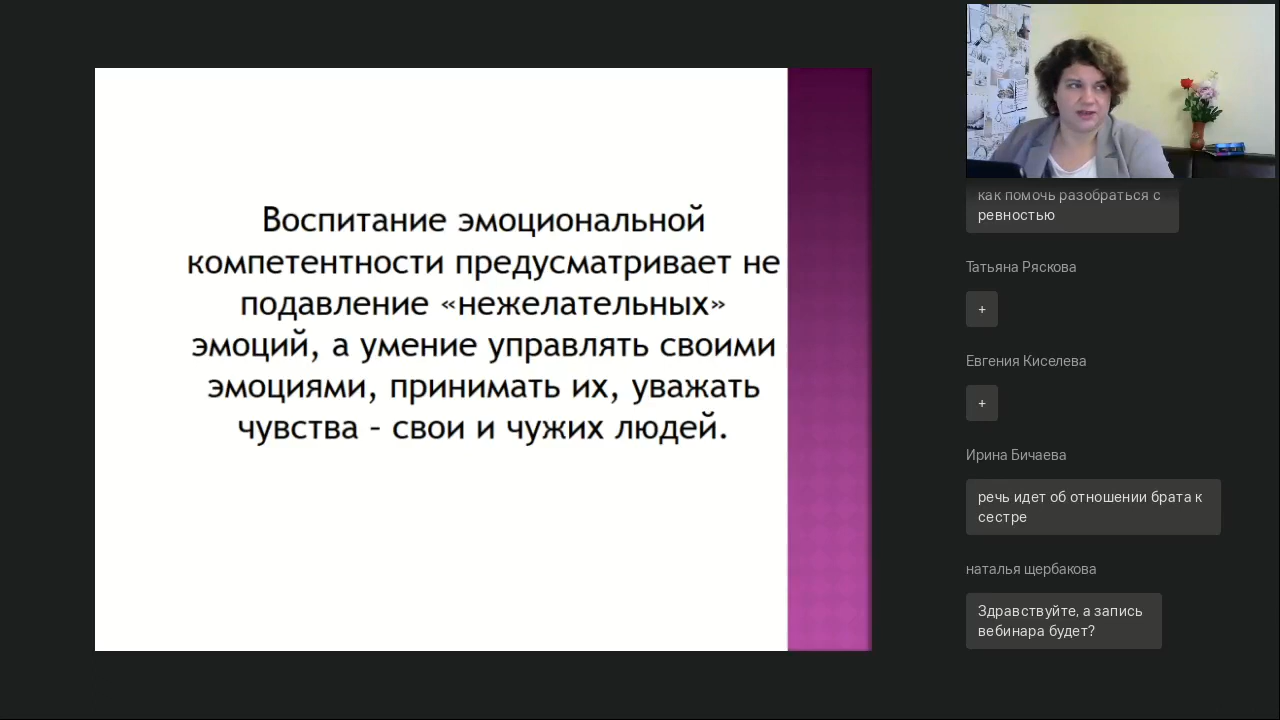 Воспитание эмоциональной
компетентности предусматривает не
подавление «нежелательных»
эмоций, а умение управлять своими
эмоциями, принимать их, уважать
чувства – свои и чужих людей.
как помочь разобраться с
ревностью
Татьяна Ряскова
+
Евгения Киселева
+
Ирина Бичаева
речь идет об отношении брата к
сестре
наталья щербакова
Здравствуйте, а запись
вебинара будет?